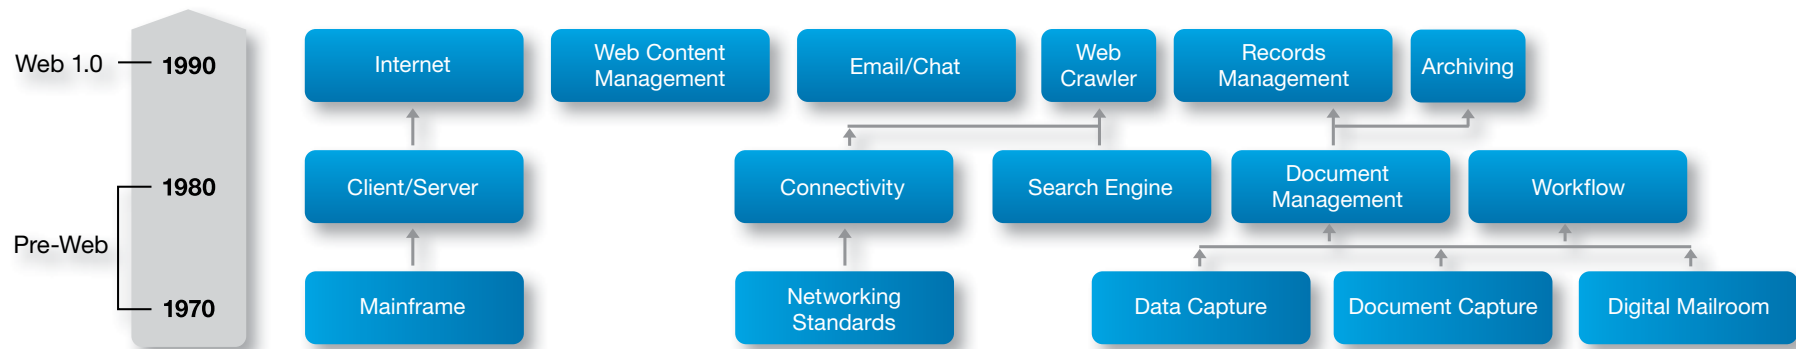 Web 1.0
1990
Internet
Web Content
Management
Email/Chat
Web
Crawler
Records
Management
Archiving
1980
Client/Server
Connectivity
Search Engine
Document
Management
Workflow
Pre-Web
1970
Mainframe
Networking
Standards
Data Capture
Document Capture
Digital Mailroom